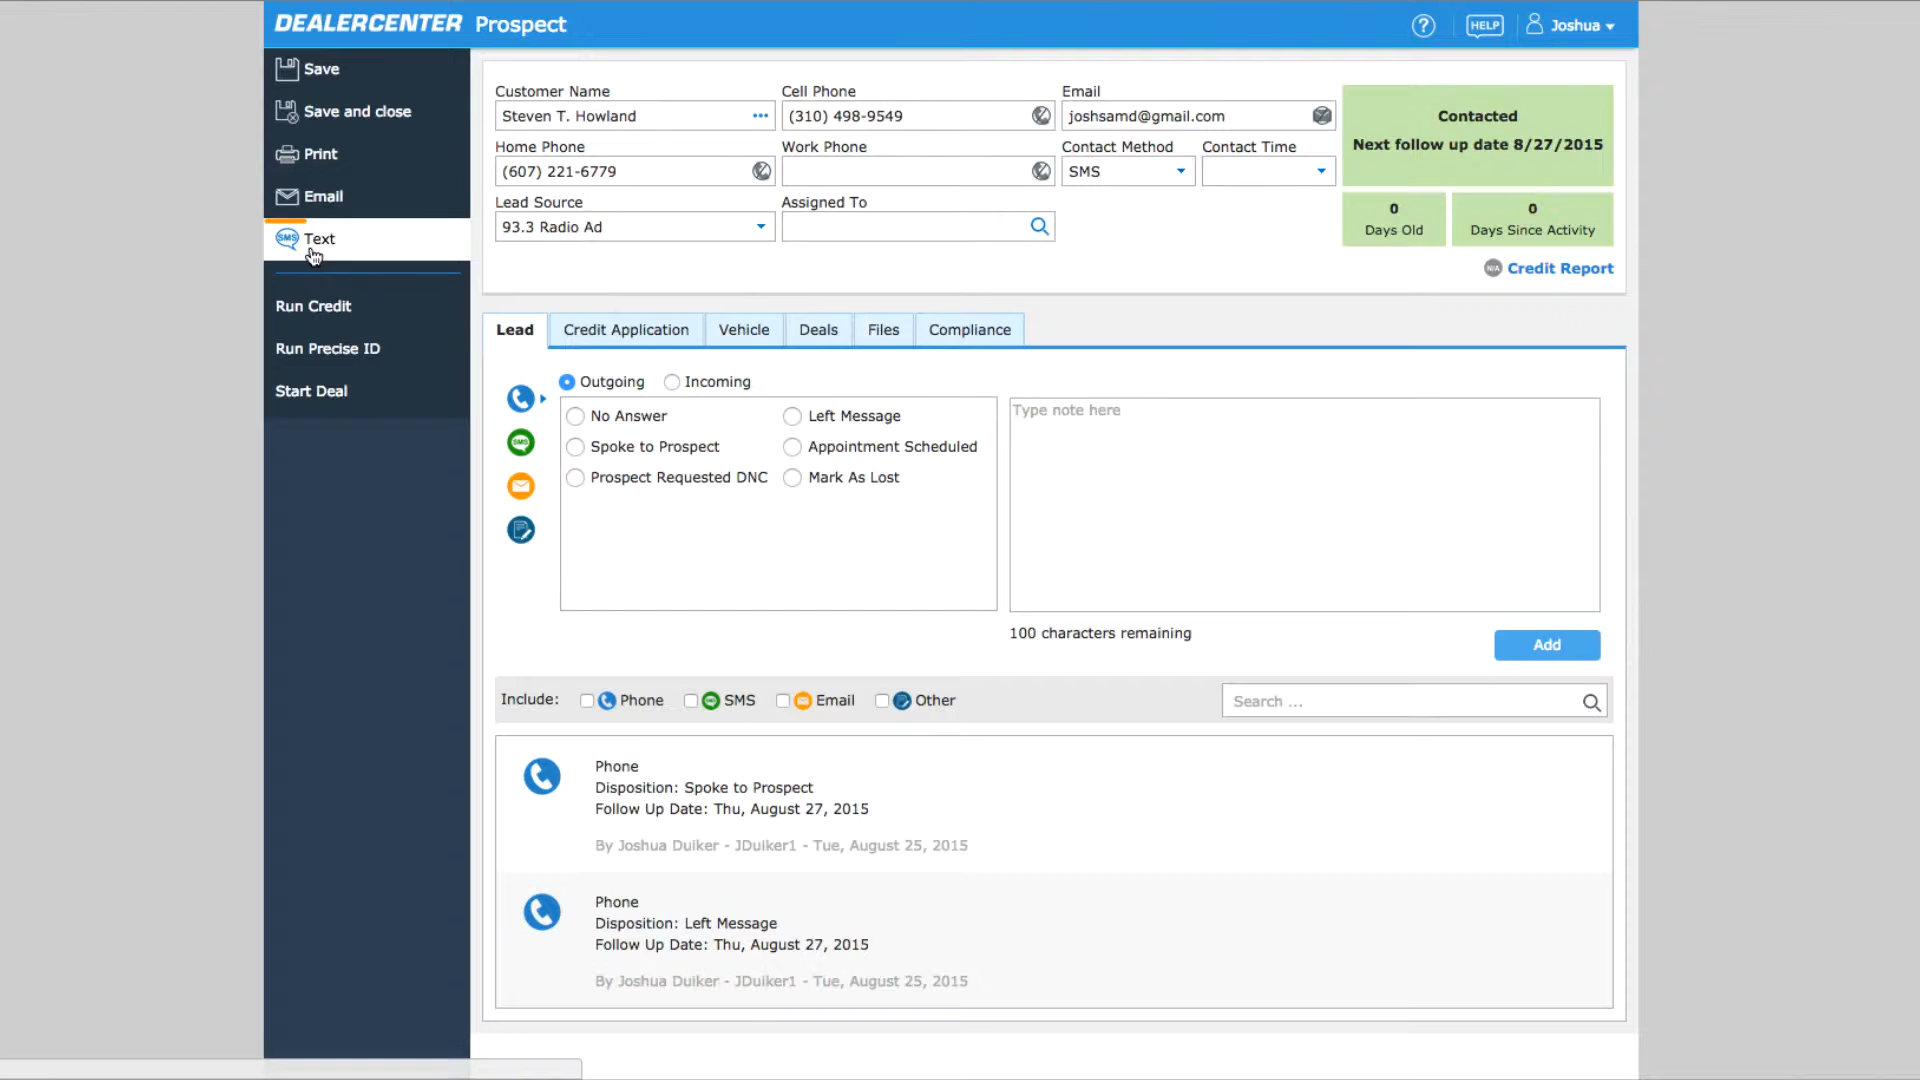 DEALERCENTER Prospect
? HELP Joshua
Save
Save and close
Print
Email
SMS Text
Run Credit
Run Precise ID
Start Deal
Customer Name Cell Phone Email
Steven T. Howland ... (310) 498-9549 joshsamd@gmail.com
Home Phone Work Phone Contact Method Contact Time
(607) 221-6779 SMS
Lead Source Assigned To
93.3 Radio Ad
Contacted
Next follow up date 8/27/2015
0 0
Days Old Days Since Activity
N/A Credit Report
Lead Credit Application Vehicle Deals Files Compliance
Outgoing Incoming
No Answer Left Message
Spoke to Prospect Appointment Scheduled
Prospect Requested DNC Mark As Lost
SMS
Type note here
100 characters remaining
Add
Include: Phone SMS Email Other Search ...
Phone
Disposition: Spoke to Prospect
Follow Up Date: Thu, August 27, 2015
By Joshua Duiker - JDuiker1 - Tue, August 25, 2015
Phone
Disposition: Left Message
Follow Up Date: Thu, August 27, 2015
By Joshua Duiker - JDuiker1 - Tue, August 25, 2015